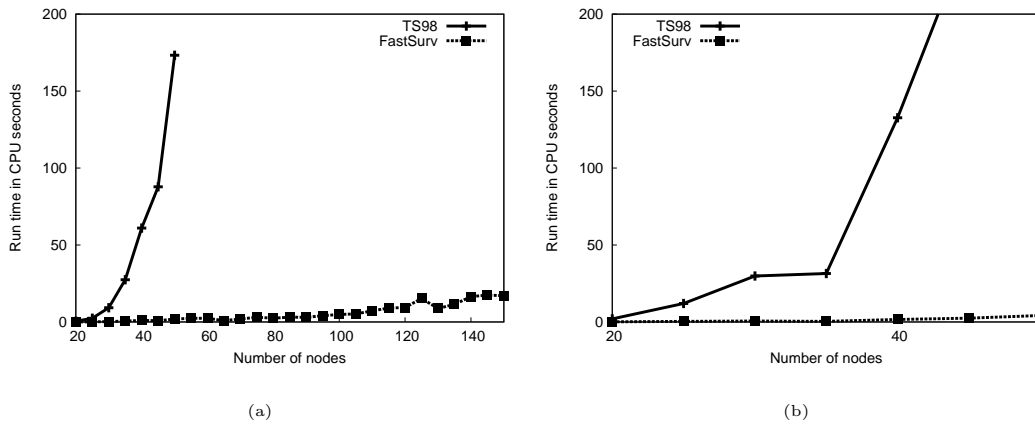 200
150
100
50
0
20
40
60
80
100
120
140
Run time in CPU seconds
Number of nodes
TS98
FastSurv
(a)
200
150
100
50
0
20
40
Run time in CPU seconds
Number of nodes
TS98
FastSurv
(b)